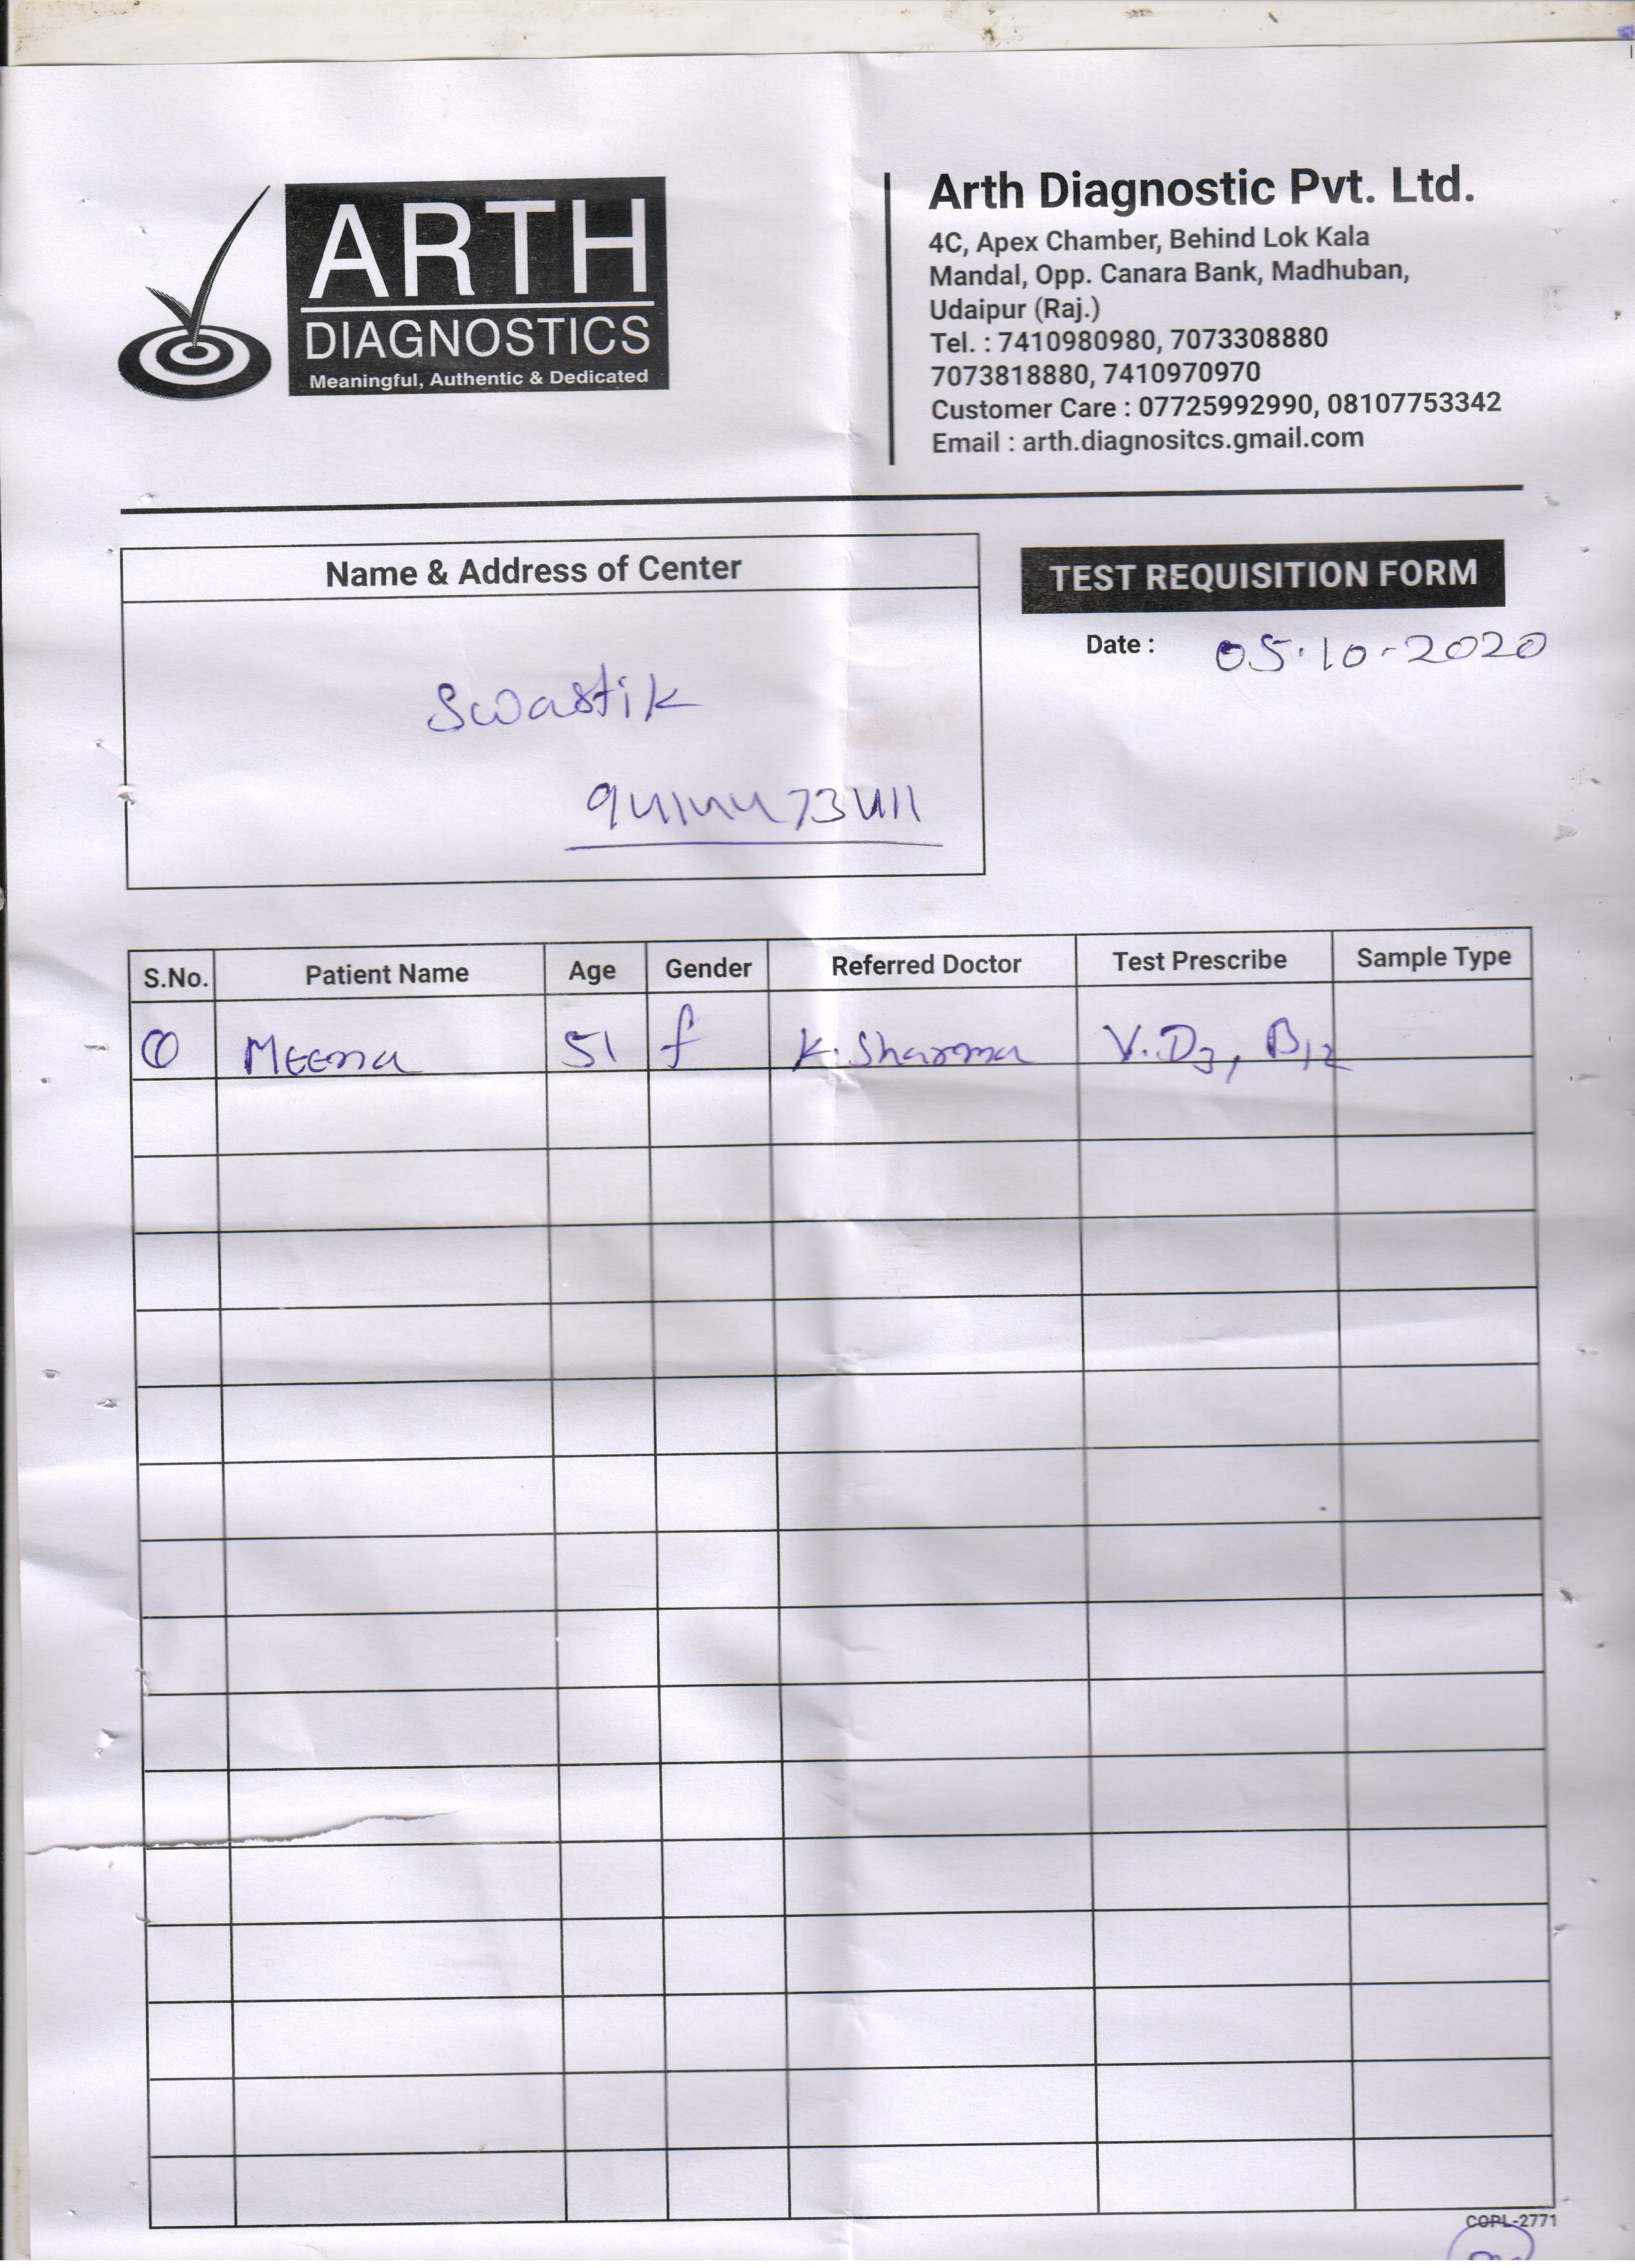 ARTH
DIAGNOSTICS
Meaningful, Authentic & Dedicated
Arth Diagnostic Pvt. Ltd.
4C, Apex Chamber, Behind Lok Kala
Mandal, Opp. Canara Bank, Madhuban,
Udaipur (Raj.)
Tel. : 7410980980, 7073308880
7073818880, 7410970970
Customer Care : 07725992990, 08107753342
Email : arth.diagnositcs.gmail.com
Name & Address of Center
Swastik
9414473411
TEST REQUISITION FORM
Date : 05.10.2020
S.No. Patient Name Age Gender Referred Doctor Test Prescribe Sample Type
① Meena 51 f K. Sharma V.D3, B12
COPL-2771